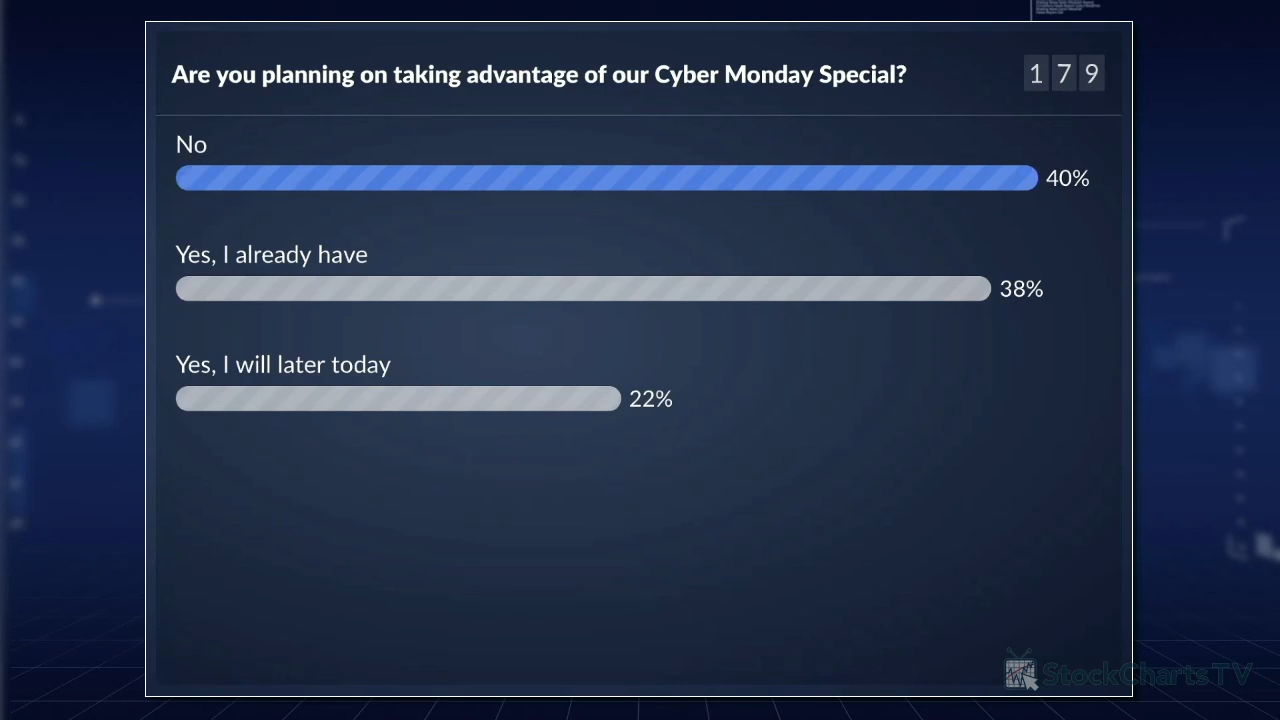 Are you planning on taking advantage of our Cyber Monday Special?
179
No
40%
Yes, I already have
38%
Yes, I will later today
22%
StockChartsTV